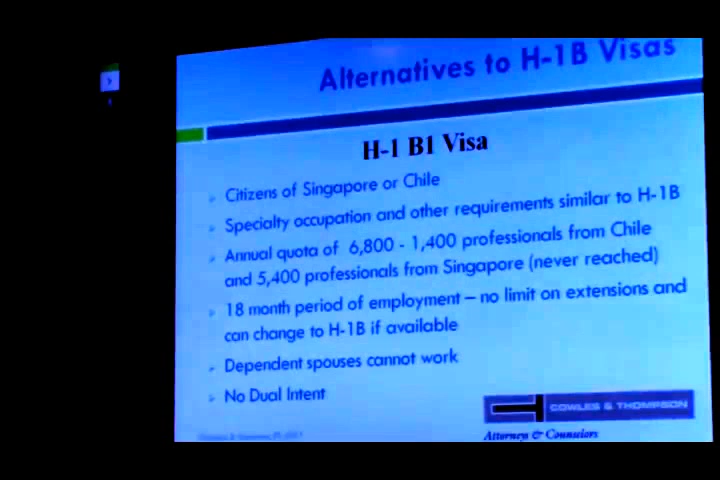 Alternatives to H-1B Visas
H-1 B1 Visa
Citizens of Singapore or Chile
Specialty occupation and other requirements similar to H-1B
Annual quota of 6,800 - 1,400 professionals from Chile
and 5,400 professionals from Singapore (never reached)
18 month period of employment – no limit on extensions and
can change to H-1B if available
Dependent spouses cannot work
No Dual Intent
COWLES & THOMPSON
Attorneys & Counselors